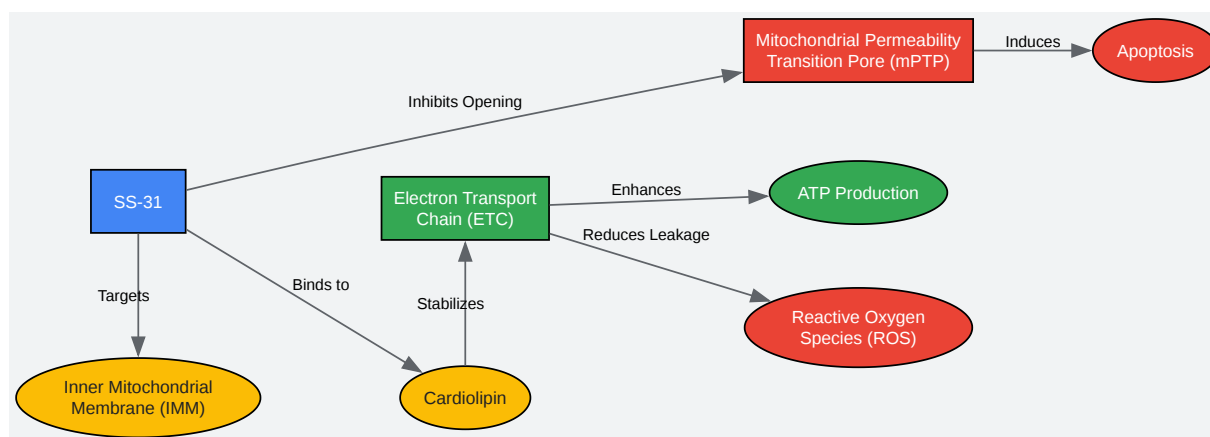 Mitochondrial Permeability
Transition Pore (mPTP)
Induces
Apoptosis
Inhibits Opening
SS-31
Electron Transport
Chain (ETC)
Enhances
ATP Production
Reduces Leakage
Binds to
Targets
Stabilizes
Reactive Oxygen
Species (ROS)
Inner Mitochondrial
Membrane (IMM)
Cardiolipin